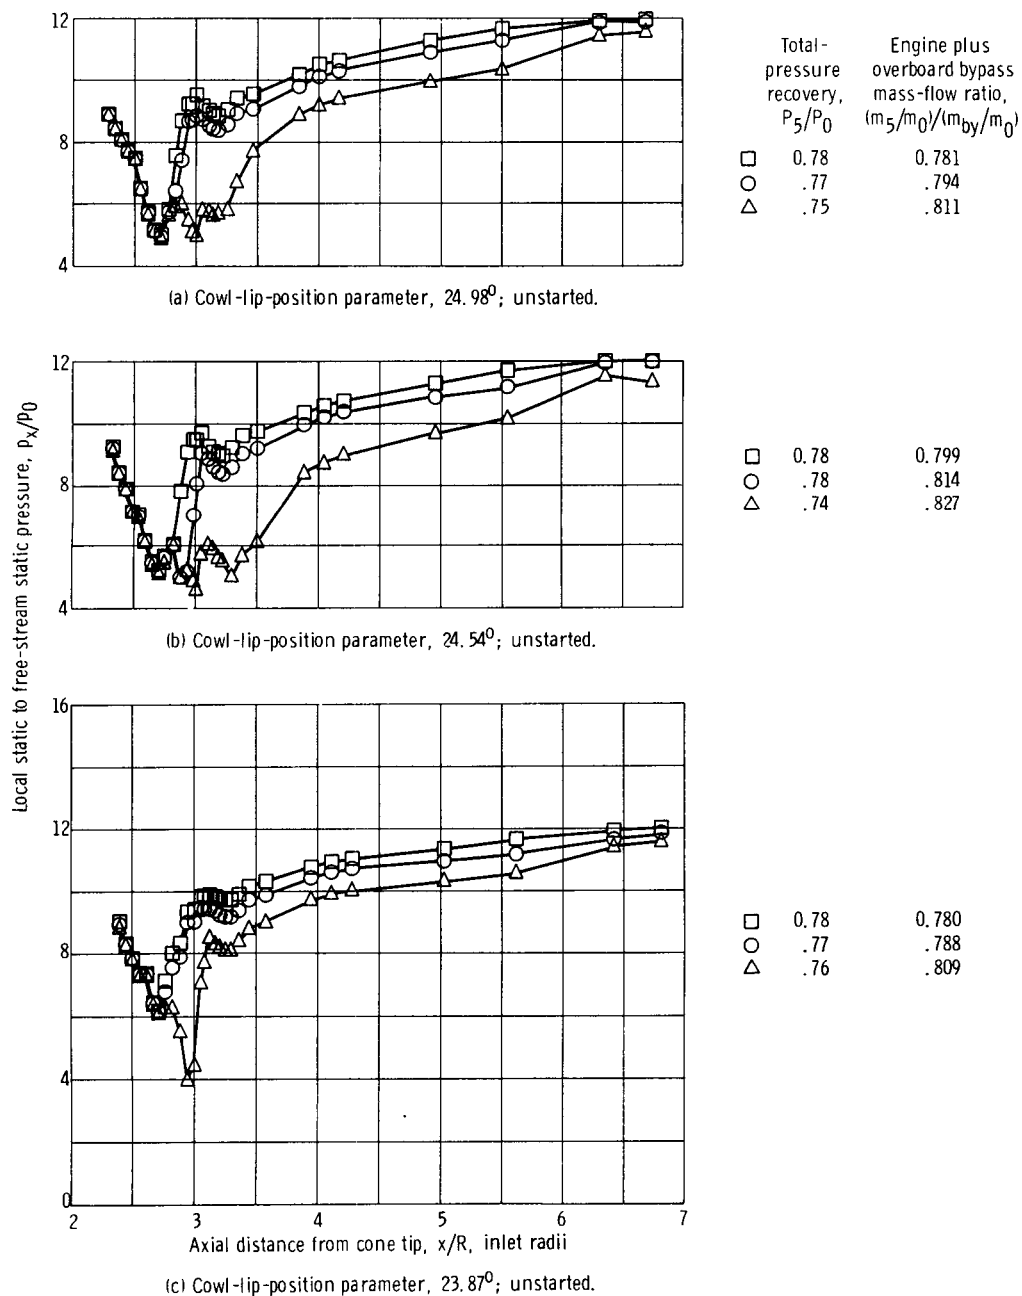 Total-
pressure
recovery,
P5/P0
Engine plus
overboard bypass
mass-flow ratio,
(m5/m0)/(mby/m0)
12
8
4
0.78 0.781
.77 .794
.75 .811
(a) Cowl-lip-position parameter, 24.98⁰; unstarted.
Local static to free-stream static pressure, px/p0
12
8
4
0.78 0.799
.78 .814
.74 .827
(b) Cowl-lip-position parameter, 24.54⁰; unstarted.
16
12
8
4
0
0.78 0.780
.77 .788
.76 .809
2 3 4 5 6 7
Axial distance from cone tip, x/R, inlet radii
(c) Cowl-lip-position parameter, 23.87⁰; unstarted.